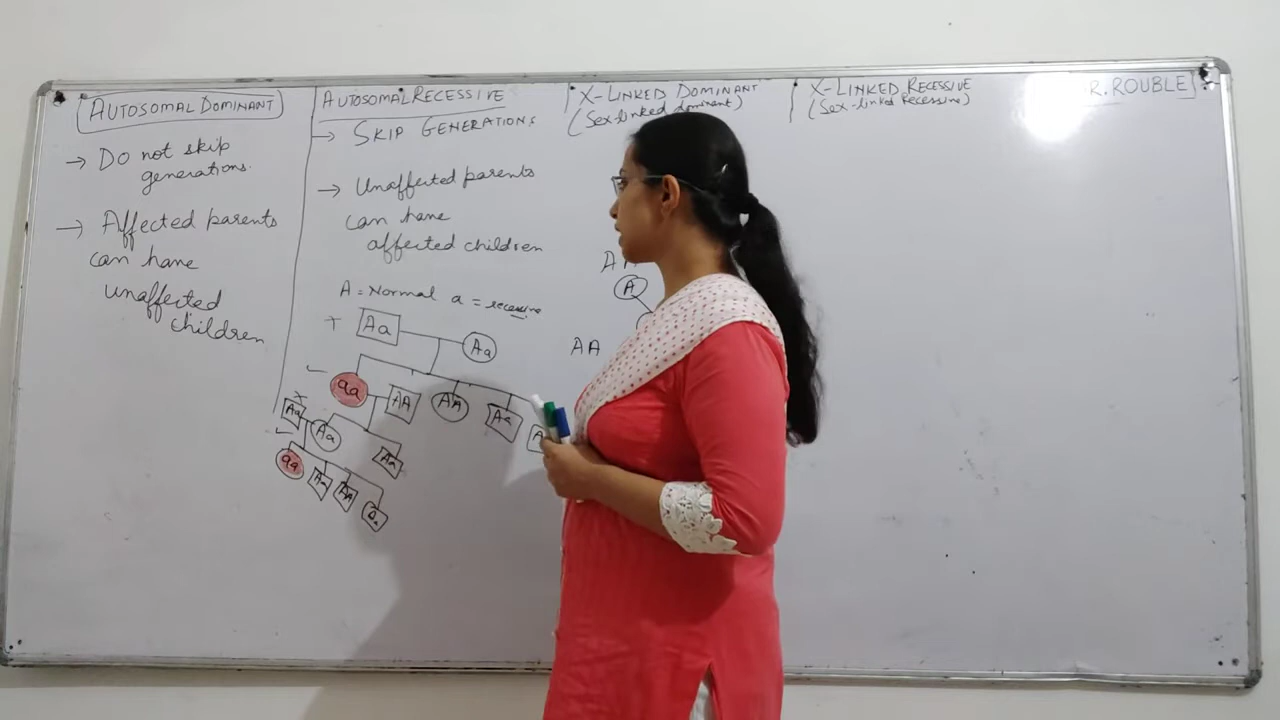 AUTOSOMAL DOMINANT
→ Do not skip
generations.
→ Affected parents
can have
unaffected
children
AUTOSOMAL RECESSIVE
→ SKIP GENERATIONS
→ Unaffected parents
can have
affected children
A = Normal a = recessive
Aa
Aa
aa
AA
AA
Aa
Aa
Aa
Aa
aa
X-LINKED DOMINANT
(Sex-linked dominant)
A
AA
X-LINKED RECESSIVE
(Sex-linked Recessive)
R. ROUBLE